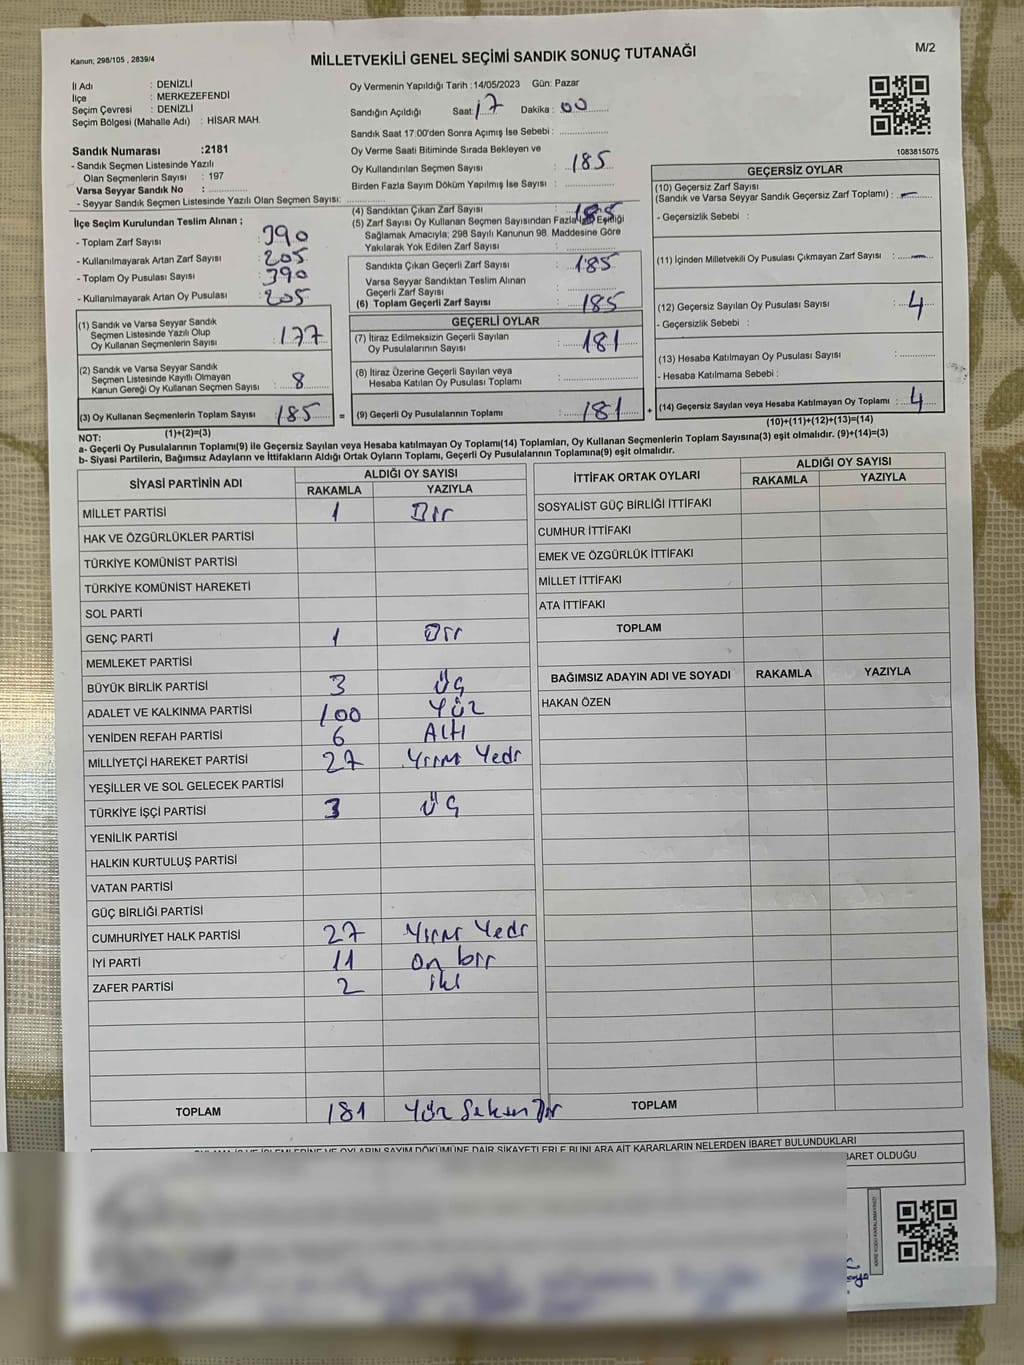 Kanun; 298/105 , 2839/4
MİLLETVEKİLİ GENEL SEÇİMİ SANDIK SONUÇ TUTANAĞI
M/2
İl Adı : DENİZLİ
İlçe : MERKEZEFENDİ
Seçim Çevresi : DENİZLİ
Seçim Bölgesi (Mahalle Adı) : HİSAR MAH.
Oy Vermenin Yapıldığı Tarih : 14/05/2023 Gün: Pazar
Sandığın Açıldığı Saat: 17 Dakika : 00
Sandık Saat 17:00'den Sonra Açımış İse Sebebi :
Oy Verme Saati Bitiminde Sırada Bekleyen ve
Oy Kullandırılan Seçmen Sayısı : 185
Birden Fazla Sayım Döküm Yapılmış İse Sayısı :
1083815075
Sandık Numarası :2181
- Sandık Seçmen Listesinde Yazılı
Olan Seçmenlerin Sayısı : 197
Varsa Seyyar Sandık No :
- Seyyar Sandık Seçmen Listesinde Yazılı Olan Seçmen Sayısı:
İlçe Seçim Kurulundan Teslim Alınan ;
- Toplam Zarf Sayısı : 390
- Kullanılmayarak Artan Zarf Sayısı : 205
- Toplam Oy Pusulası Sayısı : 390
- Kullanılmayarak Artan Oy Pusulası : 205
(1) Sandık ve Varsa Seyyar Sandık
Seçmen Listesinde Yazılı Olup
Oy Kullanan Seçmenlerin Sayısı : 177
(2) Sandık ve Varsa Seyyar Sandık
Seçmen Listesinde Kayıtlı Olmayan
Kanun Gereği Oy Kullanan Seçmen Sayısı : 8
(3) Oy Kullanan Seçmenlerin Toplam Sayısı : 185 =
(1)+(2)=(3)
(4) Sandıktan Çıkan Zarf Sayısı : 185
(5) Zarf Sayısı Oy Kullanan Seçmen Sayısından Fazla İse Eşitliği
Sağlamak Amacıyla; 298 Sayılı Kanunun 98. Maddesine Göre
Yakılarak Yok Edilen Zarf Sayısı :
Sandıkta Çıkan Geçerli Zarf Sayısı : 185
Varsa Seyyar Sandıktan Teslim Alınan
Geçerli Zarf Sayısı :
(6) Toplam Geçerli Zarf Sayısı : 185
GEÇERLİ OYLAR
(7) İtiraz Edilmeksizin Geçerli Sayılan
Oy Pusulalarının Sayısı : 181
(8) İtiraz Üzerine Geçerli Sayılan veya
Hesaba Katılan Oy Pusulası Toplamı :
(9) Geçerli Oy Pusulalarının Toplamı : 181 +
GEÇERSİZ OYLAR
(10) Geçersiz Zarf Sayısı
(Sandık ve Varsa Seyyar Sandık Geçersiz Zarf Toplamı) : —
- Geçersizlik Sebebi :
(11) İçinden Milletvekili Oy Pusulası Çıkmayan Zarf Sayısı : —
(12) Geçersiz Sayılan Oy Pusulası Sayısı : 4
- Geçersizlik Sebebi :
(13) Hesaba Katılmayan Oy Pusulası Sayısı :
- Hesaba Katılmama Sebebi :
(14) Geçersiz Sayılan veya Hesaba Katılmayan Oy Toplamı : 4
(10)+(11)+(12)+(13)=(14)
NOT:
a- Geçerli Oy Pusulalarının Toplamı(9) ile Geçersiz Sayılan veya Hesaba katılmayan Oy Toplamı(14) Toplamları, Oy Kullanan Seçmenlerin Toplam Sayısına(3) eşit olmalıdır. (9)+(14)=(3)
b- Siyasi Partilerin, Bağımsız Adayların ve İttifakların Aldığı Ortak Oyların Toplamı, Geçerli Oy Pusulalarının Toplamına(9) eşit olmalıdır.
SİYASİ PARTİNİN ADI ALDIĞI OY SAYISI
RAKAMLA YAZIYLA
MİLLET PARTİSİ 1 Bir
HAK VE ÖZGÜRLÜKLER PARTİSİ
TÜRKİYE KOMÜNİST PARTİSİ
TÜRKİYE KOMÜNİST HAREKETİ
SOL PARTİ
GENÇ PARTİ 1 Bir
MEMLEKET PARTİSİ
BÜYÜK BİRLİK PARTİSİ 3 Üç
ADALET VE KALKINMA PARTİSİ 100 Yüz
YENİDEN REFAH PARTİSİ 6 Altı
MİLLİYETÇİ HAREKET PARTİSİ 27 Yirmi Yedi
YEŞİLLER VE SOL GELECEK PARTİSİ
TÜRKİYE İŞÇİ PARTİSİ 3 Üç
YENİLİK PARTİSİ
HALKIN KURTULUŞ PARTİSİ
VATAN PARTİSİ
GÜÇ BİRLİĞİ PARTİSİ
CUMHURİYET HALK PARTİSİ 27 Yirmi Yedi
İYİ PARTİ 11 On bir
ZAFER PARTİSİ 2 İki
TOPLAM 181 Yüz Seksen Bir
İTTİFAK ORTAK OYLARI ALDIĞI OY SAYISI
RAKAMLA YAZIYLA
SOSYALİST GÜÇ BİRLİĞİ İTTİFAKI
CUMHUR İTTİFAKI
EMEK VE ÖZGÜRLÜK İTTİFAKI
MİLLET İTTİFAKI
ATA İTTİFAKI
TOPLAM
BAĞIMSIZ ADAYIN ADI VE SOYADI RAKAMLA YAZIYLA
HAKAN ÖZEN
TOPLAM
OYLARIN SAYIM DÖKÜMÜNE DAİR ŞİKAYETLERLE BUNLARA AİT KARARLARIN NELERDEN İBARET BULUNDUKLARI
BARET OLDUĞU